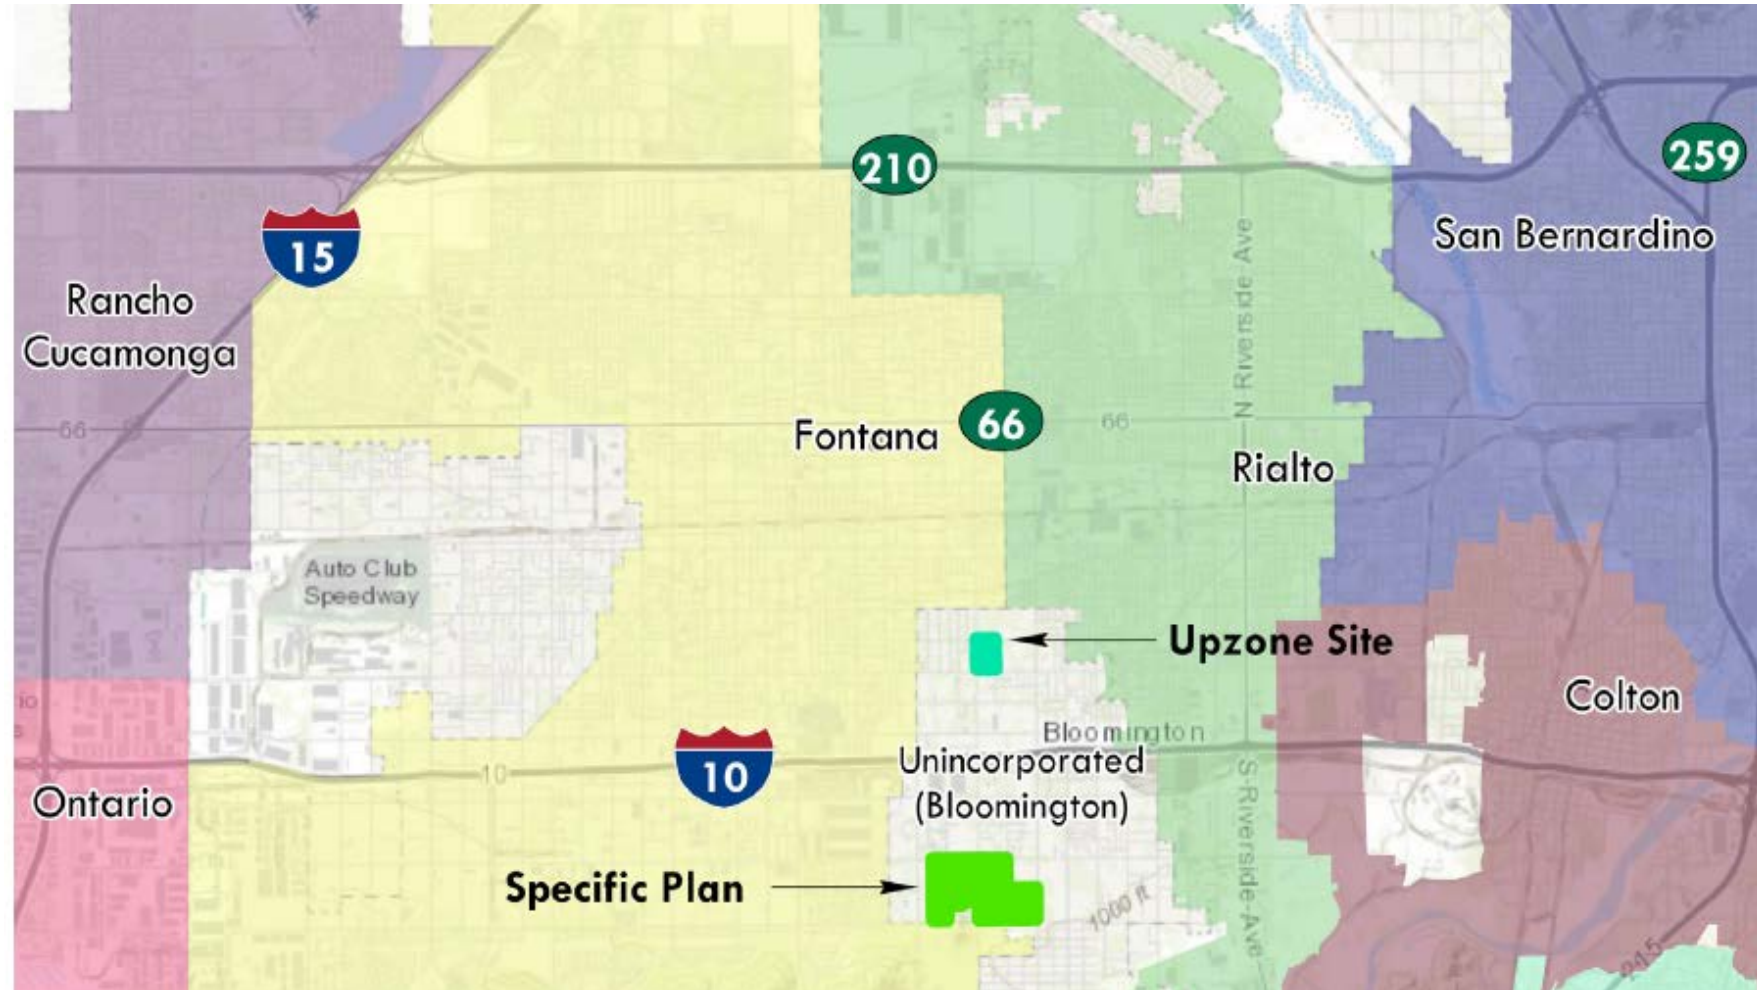 210
259
San Bernardino
15
N Riverside Ave
Rancho
Cucamonga
66
66
Fontana
66
Rialto
Auto Club
Speedway
Upzone Site
Colton
Bloomington
10
10
Unincorporated
(Bloomington)
Ontario
S Riverside Ave
Specific Plan
1000 ft
215